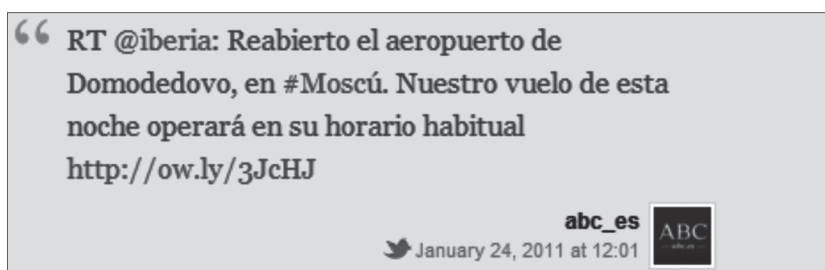 RT @iberia: Reabierto el aeropuerto de
Domodedovo, en #Moscú. Nuestro vuelo de esta
noche operará en su horario habitual
http://ow.ly/3JcHJ
abc_es
January 24, 2011 at 12:01
ABC